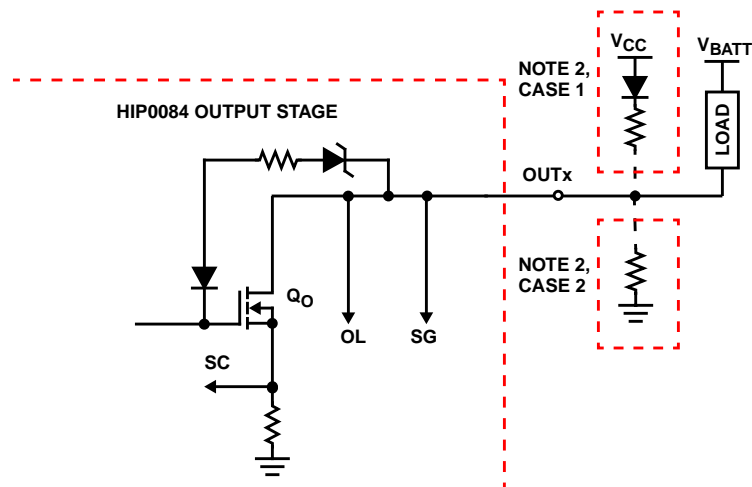 VCC
VBATT
NOTE 2,
CASE 1
HIP0084 OUTPUT STAGE
LOAD
OUTx
NOTE 2,
CASE 2
QO
OL
SG
SC